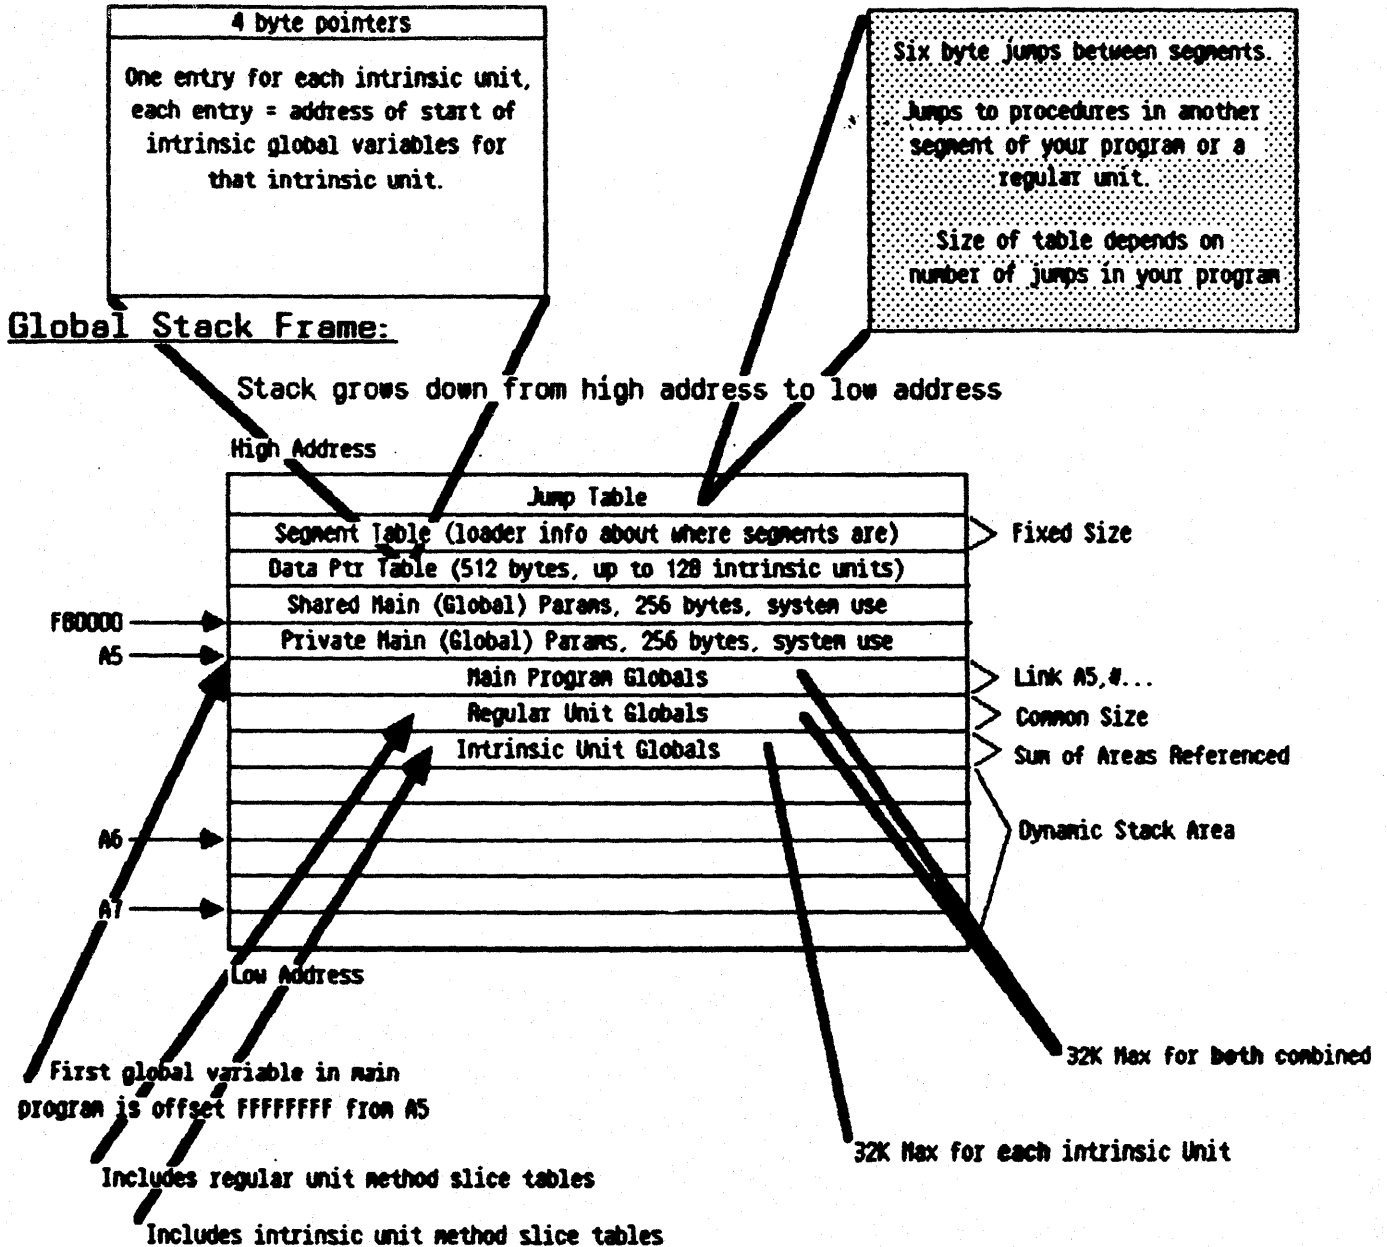 4 byte pointers
One entry for each intrinsic unit,
each entry = address of start of
intrinsic global variables for
that intrinsic unit.
Six byte jumps between segments.
Jumps to procedures in another
segment of your program or a
regular unit.
Size of table depends on
number of jumps in your program
Global Stack Frame:
Stack grows down from high address to low address
High Address
Jump Table
Segment Table (loader info about where segments are)
Fixed Size
Data Ptr Table (512 bytes, up to 128 intrinsic units)
Shared Main (Global) Params, 256 bytes, system use
F80000
Private Main (Global) Params, 256 bytes, system use
A5
Main Program Globals
Link A5,#...
Regular Unit Globals
Common Size
Intrinsic Unit Globals
Sum of Areas Referenced
Dynamic Stack Area
A6
A7
Low Address
32K Max for both combined
First global variable in main
program is offset FFFFFFFF from A5
32K Max for each intrinsic Unit
Includes regular unit method slice tables
Includes intrinsic unit method slice tables